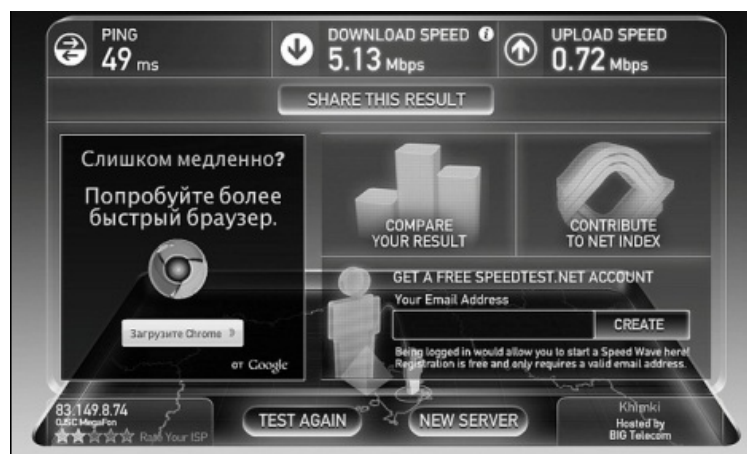 PING
49 ms
DOWNLOAD SPEED i
5.13 Mbps
UPLOAD SPEED
0.72 Mbps
SHARE THIS RESULT
Слишком медленно?
Попробуйте более
быстрый браузер.
Загрузите Chrome »
от Google
COMPARE
YOUR RESULT
CONTRIBUTE
TO NET INDEX
GET A FREE SPEEDTEST.NET ACCOUNT
Your Email Address
CREATE
Being logged in would allow you to start a Speed Wave here!
Registration is free and only requires a valid email address.
83.149.8.74
OJSC MegaFon
Rate Your ISP
TEST AGAIN
NEW SERVER
Khimki
Hosted by
BIG Telecom